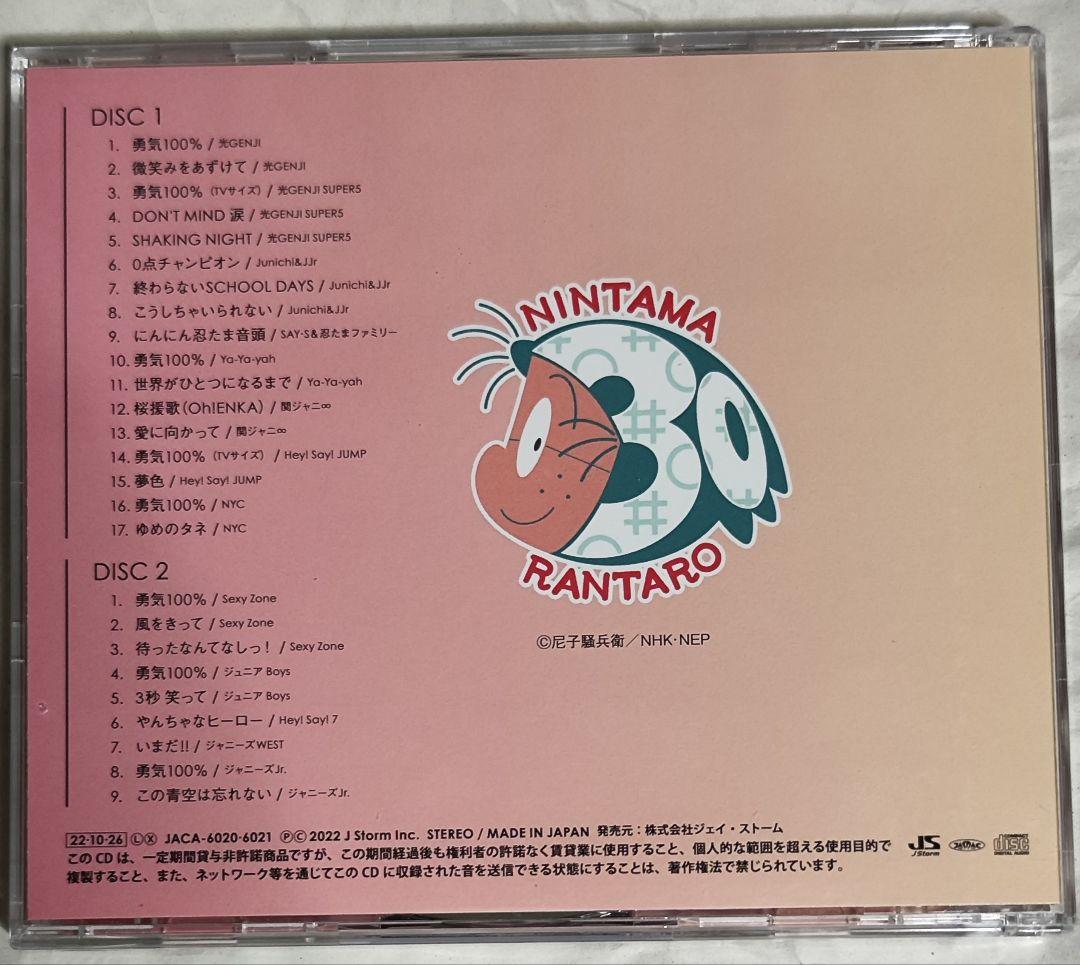 DISC 1
1. 勇気100% / 光GENJI
2. 微笑みをあずけて / 光GENJI
3. 勇気100%（TVサイズ）/ 光GENJI SUPER5
4. DON'T MIND 涙 / 光GENJI SUPER5
5. SHAKING NIGHT / 光GENJI SUPER5
6. 0点チャンピオン / Junichi&JJr
7. 終わらないSCHOOL DAYS / Junichi&JJr
8. こうしちゃいられない / Junichi&JJr
9. にんにん忍たま音頭 / SAY・S&忍たまファミリー
10. 勇気100% / Ya-Ya-yah
11. 世界がひとつになるまで / Ya-Ya-yah
12. 桜援歌（Oh!ENKA）/ 関ジャニ∞
13. 愛に向かって / 関ジャニ∞
14. 勇気100%（TVサイズ）/ Hey! Say! JUMP
15. 夢色 / Hey! Say! JUMP
16. 勇気100% / NYC
17. ゆめのタネ / NYC
DISC 2
1. 勇気100% / Sexy Zone
2. 風をきって / Sexy Zone
3. 待ったなんてなしっ！ / Sexy Zone
4. 勇気100% / ジュニア Boys
5. 3秒 笑って / ジュニア Boys
6. やんちゃなヒーロー / Hey! Say! 7
7. いまだ!! / ジャニーズWEST
8. 勇気100% / ジャニーズJr.
9. この青空は忘れない / ジャニーズJr.
NINTAMA
30
RANTARO
©尼子騒兵衛／NHK・NEP
22・10・26 Ⓛ Ⓧ JACA-6020・6021 ℗© 2022 J Storm Inc. STEREO / MADE IN JAPAN 発売元：株式会社ジェイ・ストーム
この CD は、一定期間貸与非許諾商品ですが、この期間経過後も権利者の許諾なく賃貸業に使用すること、個人的な範囲を超える使用目的で
複製すること、また、ネットワーク等を通じてこの CD に収録された音を送信できる状態にすることは、著作権法で禁じられています。
JS
J Storm
JASRAC
COMPACT
disc
DIGITAL AUDIO